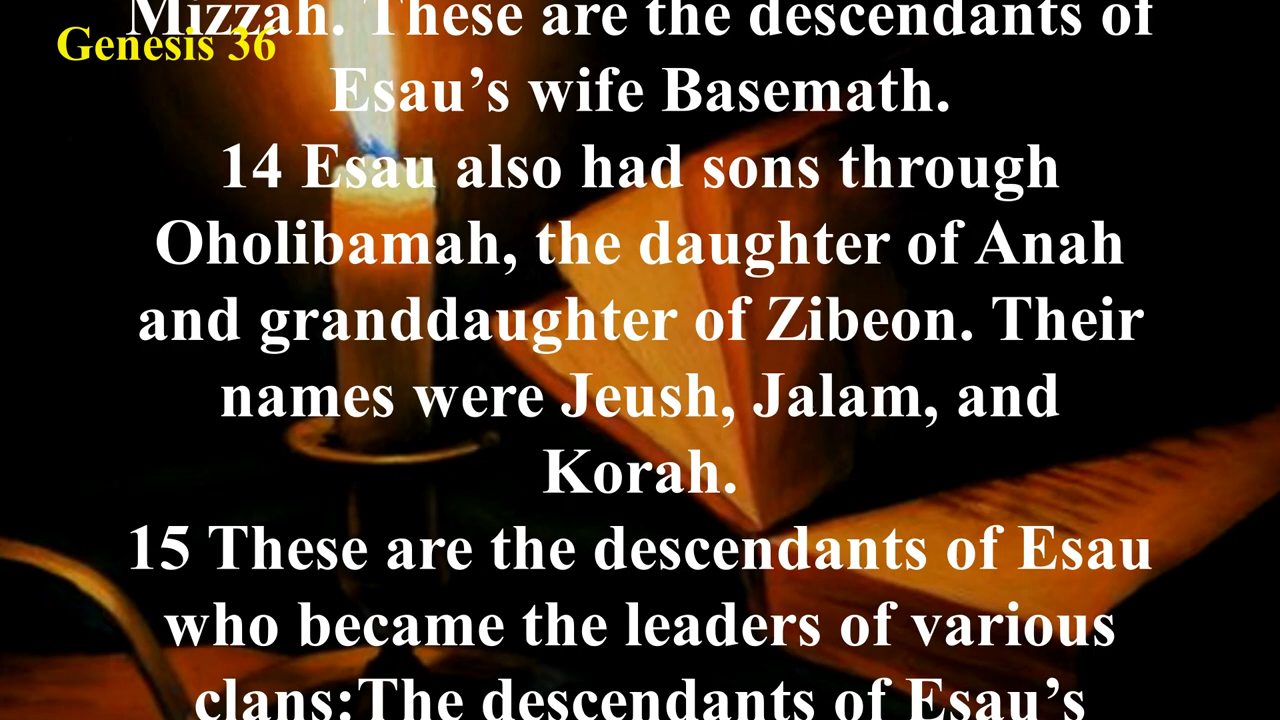 Mizzah. These are the descendants of
Genesis 36
Esau’s wife Basemath.
14 Esau also had sons through
Oholibamah, the daughter of Anah
and granddaughter of Zibeon. Their
names were Jeush, Jalam, and
Korah.
15 These are the descendants of Esau
who became the leaders of various
clans:The descendants of Esau’s